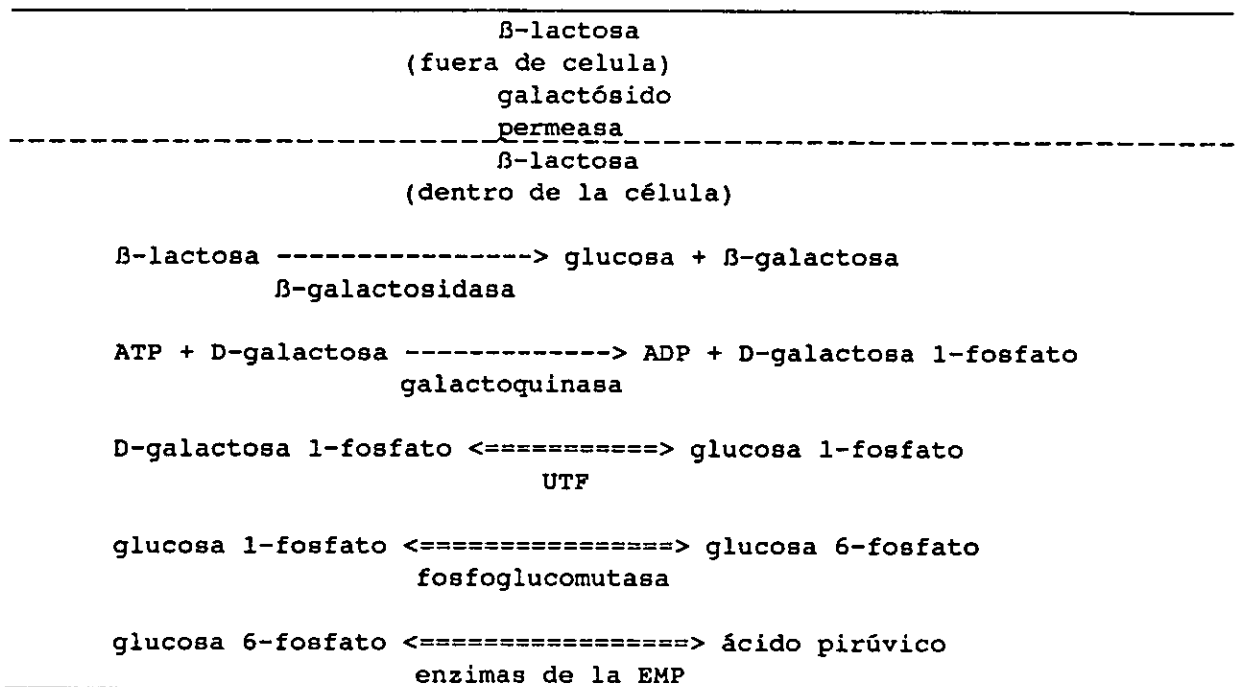 ß-lactosa
(fuera de celula)
galactósido
permeasa
ß-lactosa
(dentro de la célula)
ß-lactosa ----------------> glucosa + ß-galactosa
ß-galactosidasa
ATP + D-galactosa -------------> ADP + D-galactosa 1-fosfato
galactoquinasa
D-galactosa 1-fosfato <===========> glucosa 1-fosfato
UTF
glucosa 1-fosfato <================> glucosa 6-fosfato
fosfoglucomutasa
glucosa 6-fosfato <=================> ácido pirúvico
enzimas de la EMP